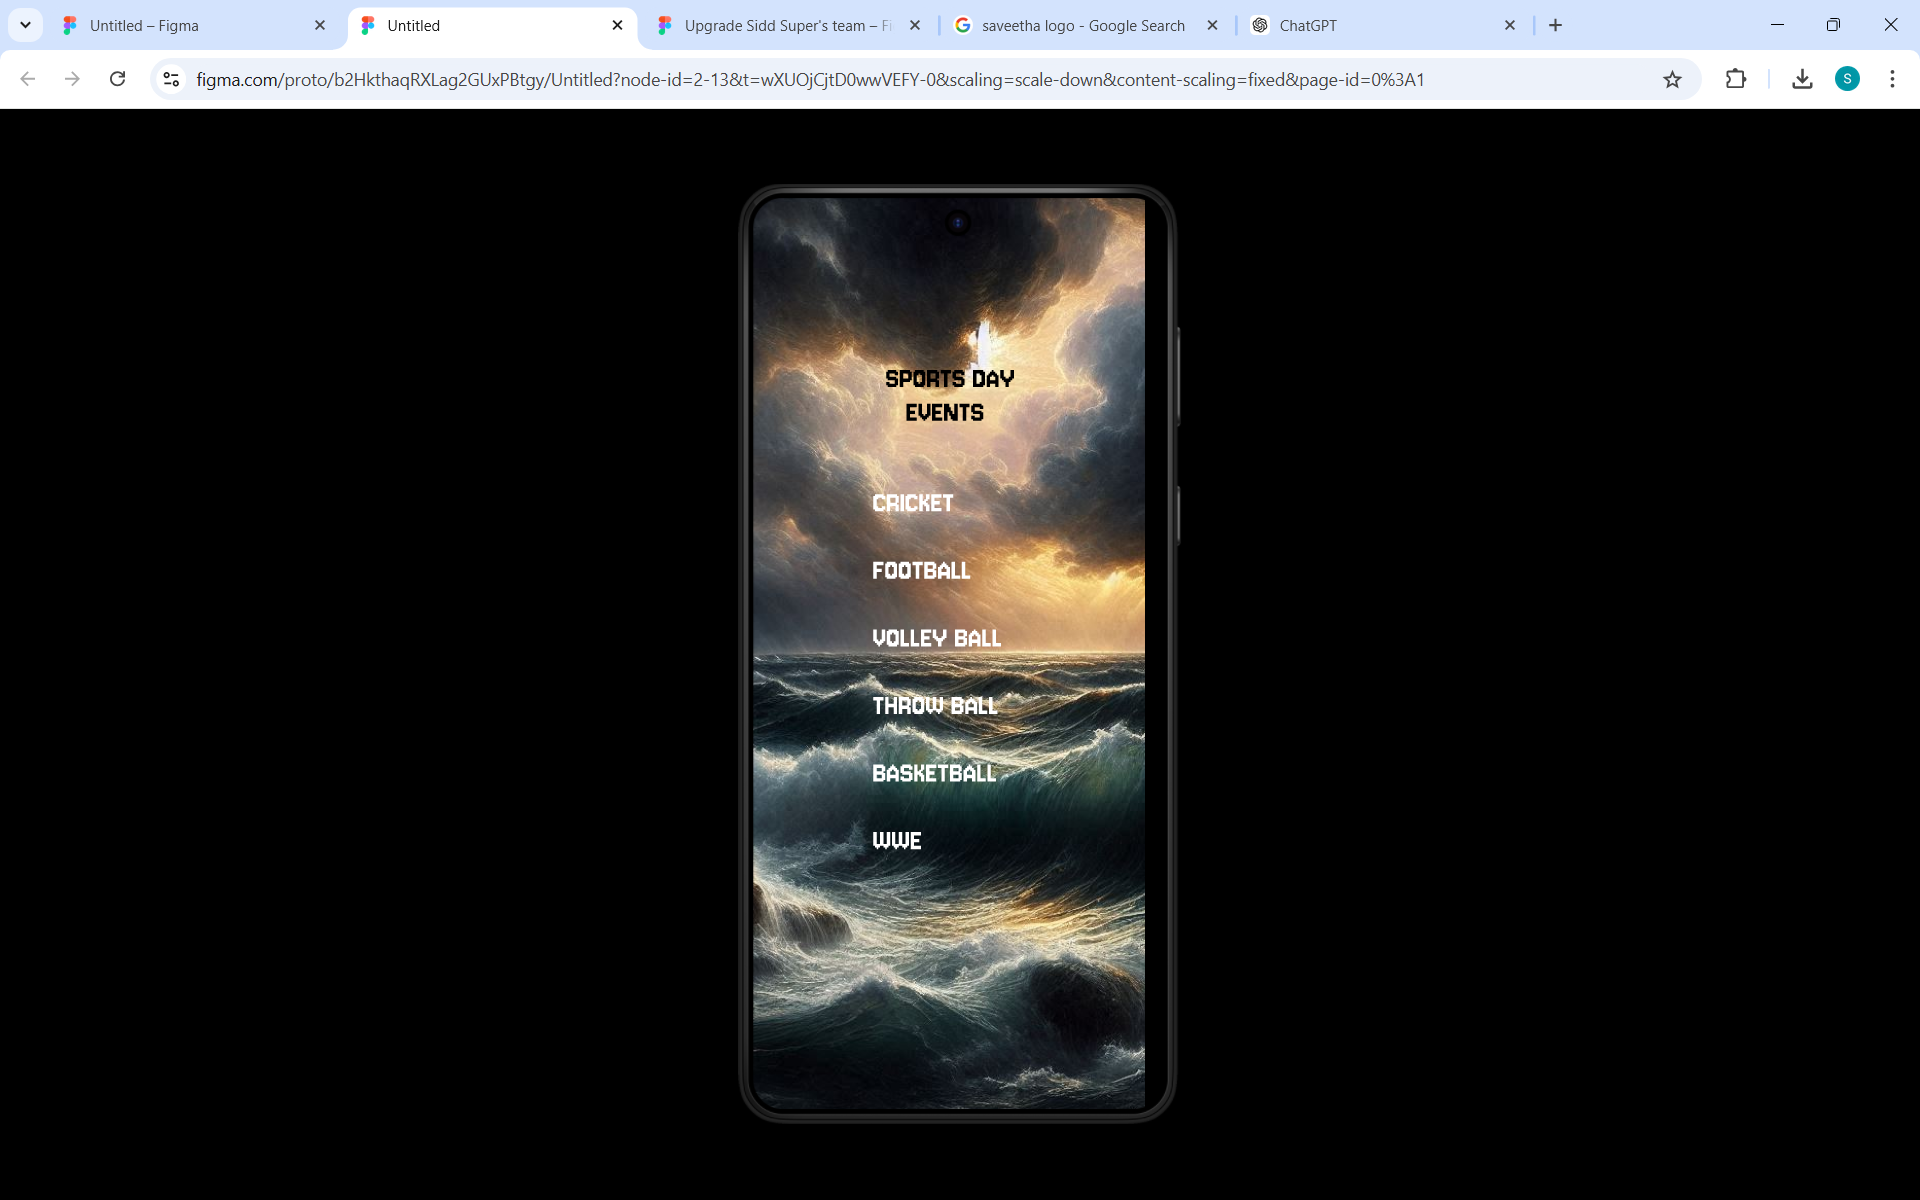 Untitled – Figma
Untitled
Upgrade Sidd Super's team – Fi
saveetha logo - Google Search
ChatGPT
figma.com/proto/b2HkthaqRXLag2GUxPBtgy/Untitled?node-id=2-13&t=wXUOjCjtD0wwVEFY-0&scaling=scale-down&content-scaling=fixed&page-id=0%3A1
S
SPORTS DAY
EVENTS
CRICKET
FOOTBALL
VOLLEY BALL
THROW BALL
BASKETBALL
WWE